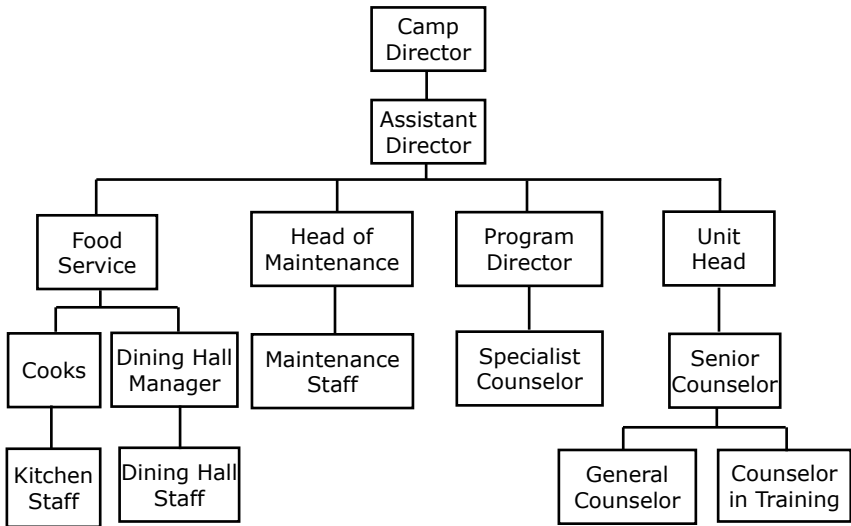 Camp
Director
Assistant
Director
Food
Service
Head of
Maintenance
Program
Director
Unit
Head
Cooks
Dining Hall
Manager
Maintenance
Staff
Specialist
Counselor
Senior
Counselor
Kitchen
Staff
Dining Hall
Staff
General
Counselor
Counselor
in Training